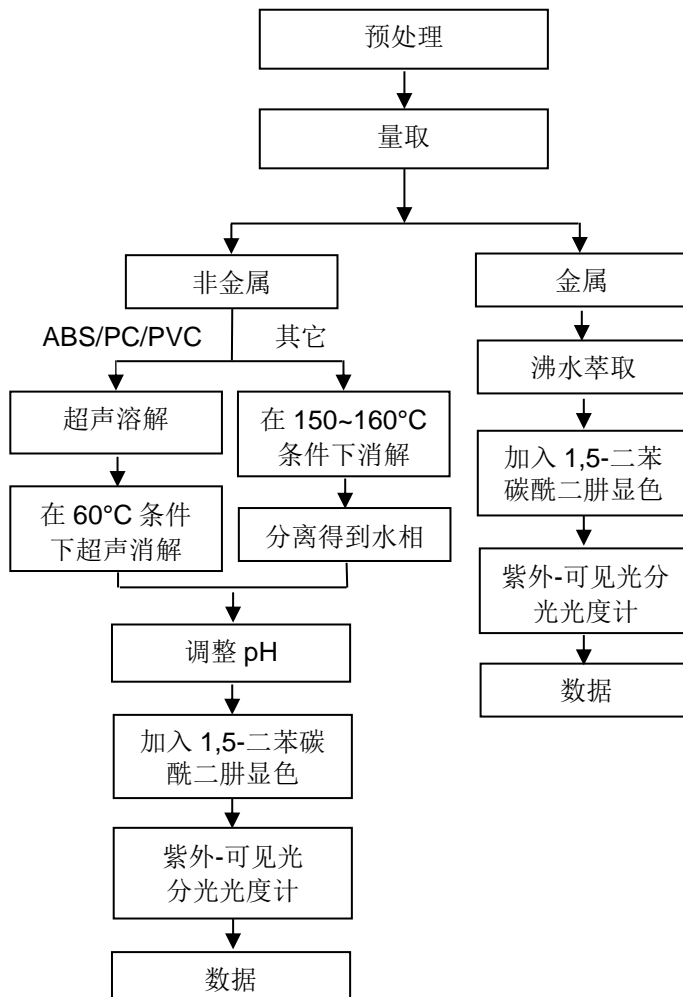 预处理
量取
非金属
金属
ABS/PC/PVC
其它
沸水萃取
超声溶解
在 150~160°C
条件下消解
加入 1,5-二苯
碳酰二肼显色
在 60°C 条件
下超声消解
分离得到水相
紫外-可见光分
光光度计
调整 pH
数据
加入 1,5-二苯碳
酰二肼显色
紫外-可见光
分光光度计
数据